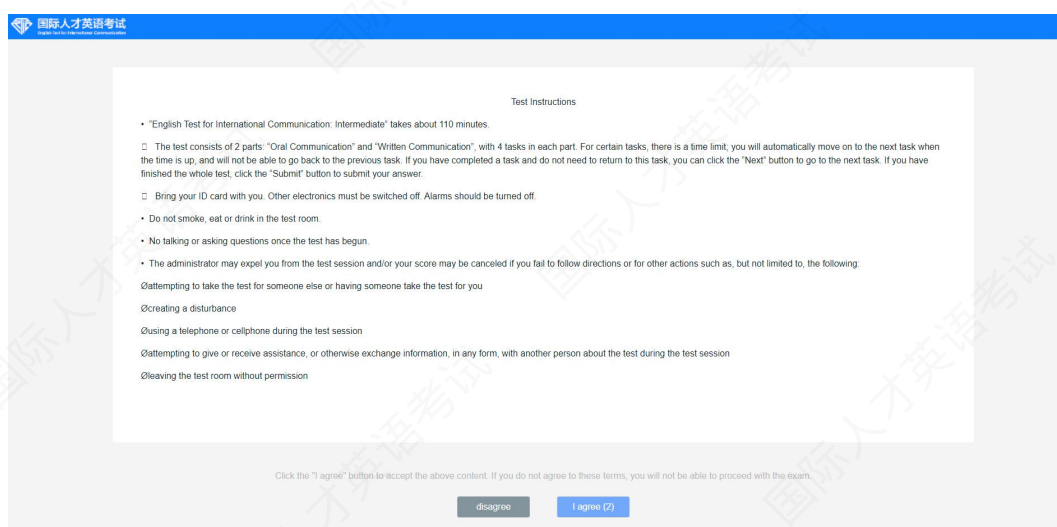 国际人才英语考试
English Test for International Communication
Test Instructions
• "English Test for International Communication: Intermediate" takes about 110 minutes.
□ The test consists of 2 parts: "Oral Communication" and "Written Communication", with 4 tasks in each part. For certain tasks, there is a time limit; you will automatically move on to the next task when
the time is up, and will not be able to go back to the previous task. If you have completed a task and do not need to return to this task, you can click the "Next" button to go to the next task. If you have
finished the whole test, click the "Submit" button to submit your answer.
□ Bring your ID card with you. Other electronics must be switched off. Alarms should be turned off.
• Do not smoke, eat or drink in the test room.
• No talking or asking questions once the test has begun.
• The administrator may expel you from the test session and/or your score may be canceled if you fail to follow directions or for other actions such as, but not limited to, the following:
Øattempting to take the test for someone else or having someone take the test for you
Øcreating a disturbance
Øusing a telephone or cellphone during the test session
Øattempting to give or receive assistance, or otherwise exchange information, in any form, with another person about the test during the test session
Øleaving the test room without permission
Click the "I agree" button to accept the above content. If you do not agree to these terms, you will not be able to proceed with the exam.
disagree
I agree (2)
国际人才英语考试